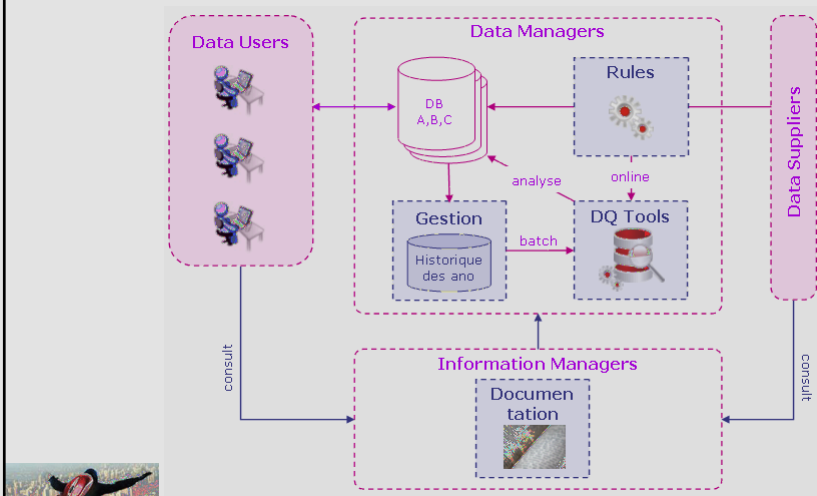 Data Users
Data Managers
DB
A,B,C
Rules
Data Suppliers
analyse
online
Gestion
Historique
des ano
batch
DQ Tools
consult
consult
Information Managers
Documen
tation